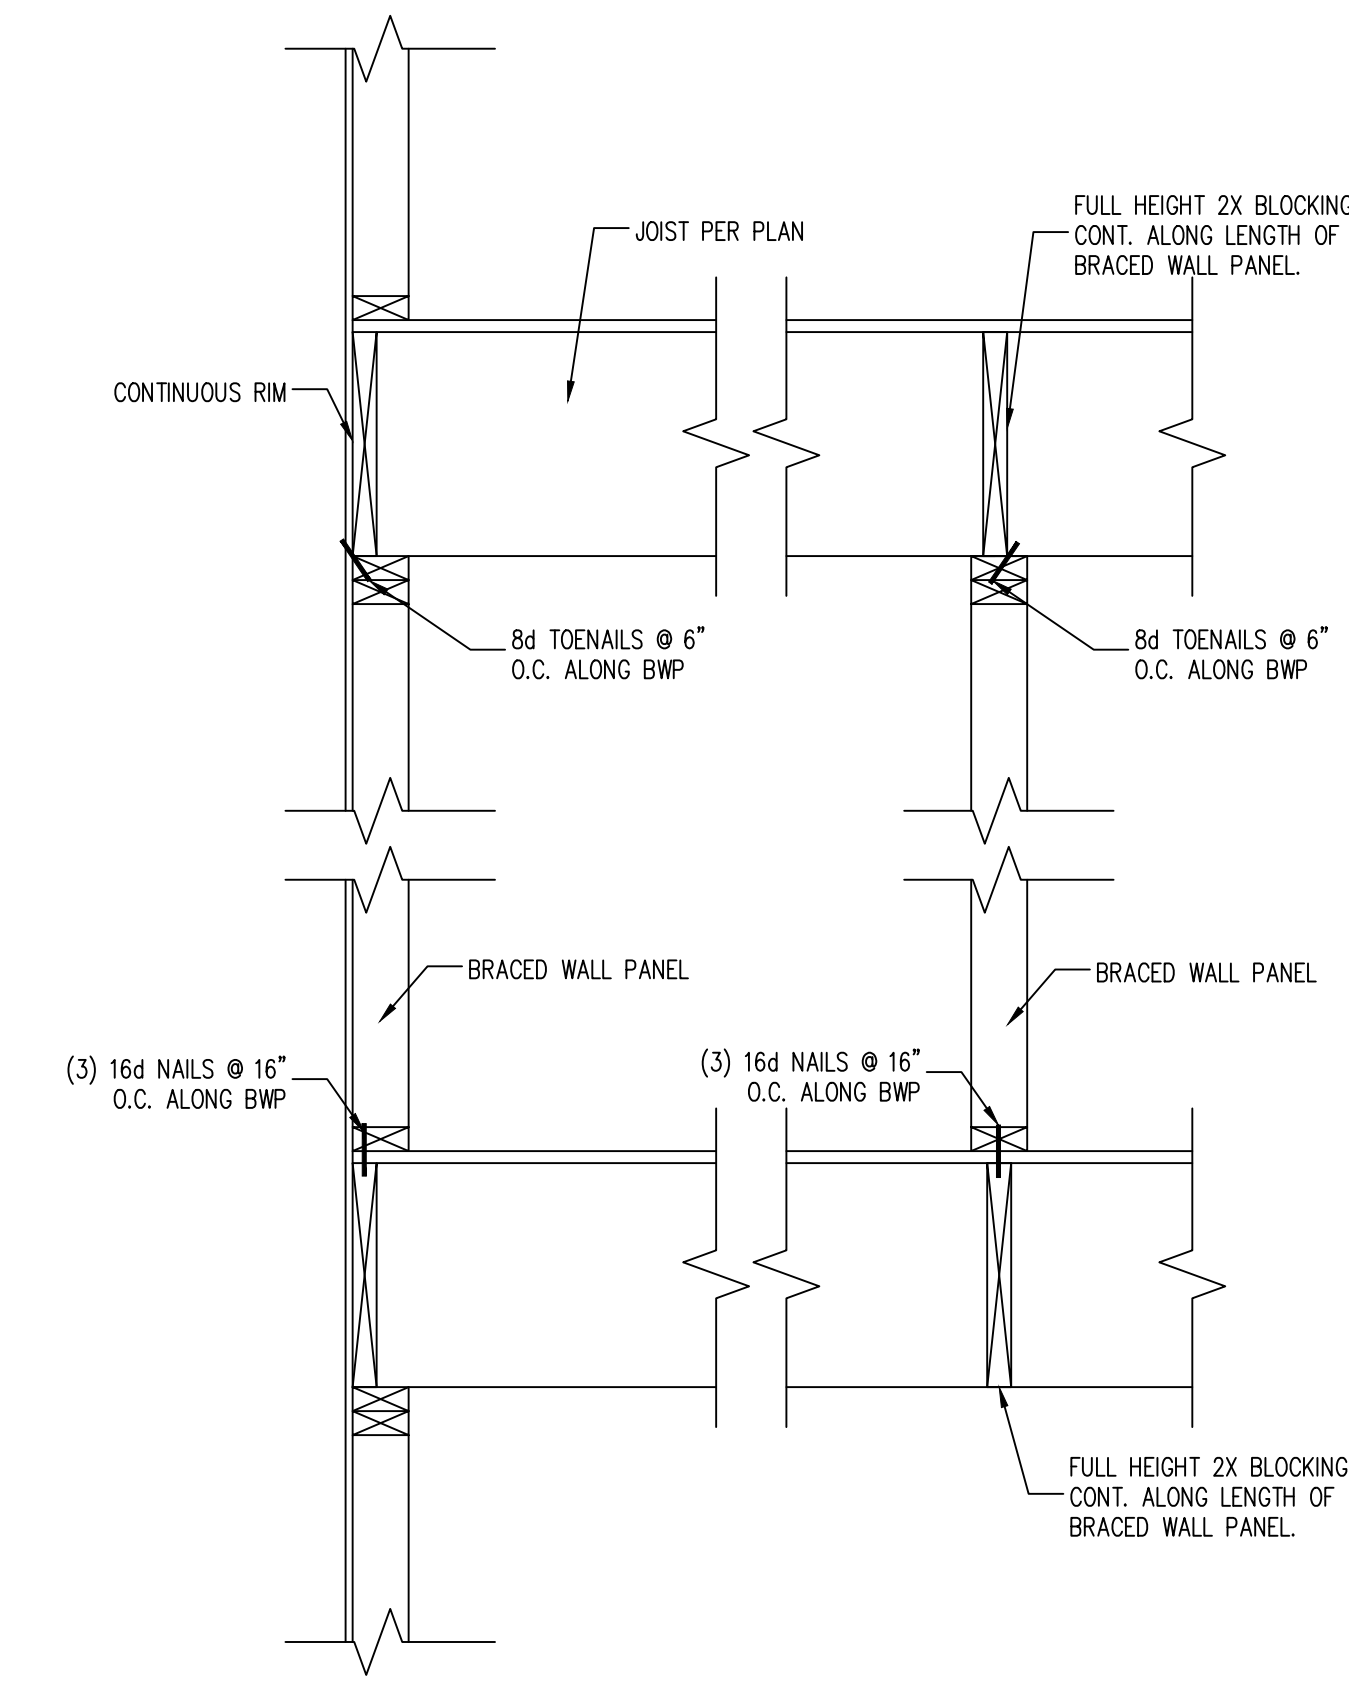 FULL HEIGHT 2X BLOCKING
CONT. ALONG LENGTH OF
BRACED WALL PANEL.
JOIST PER PLAN
CONTINUOUS RIM
8d TOENAILS @ 6”
O.C. ALONG BWP
8d TOENAILS @ 6”
O.C. ALONG BWP
BRACED WALL PANEL
BRACED WALL PANEL
(3) 16d NAILS @ 16”
O.C. ALONG BWP
(3) 16d NAILS @ 16”
O.C. ALONG BWP
FULL HEIGHT 2X BLOCKING
CONT. ALONG LENGTH OF
BRACED WALL PANEL.